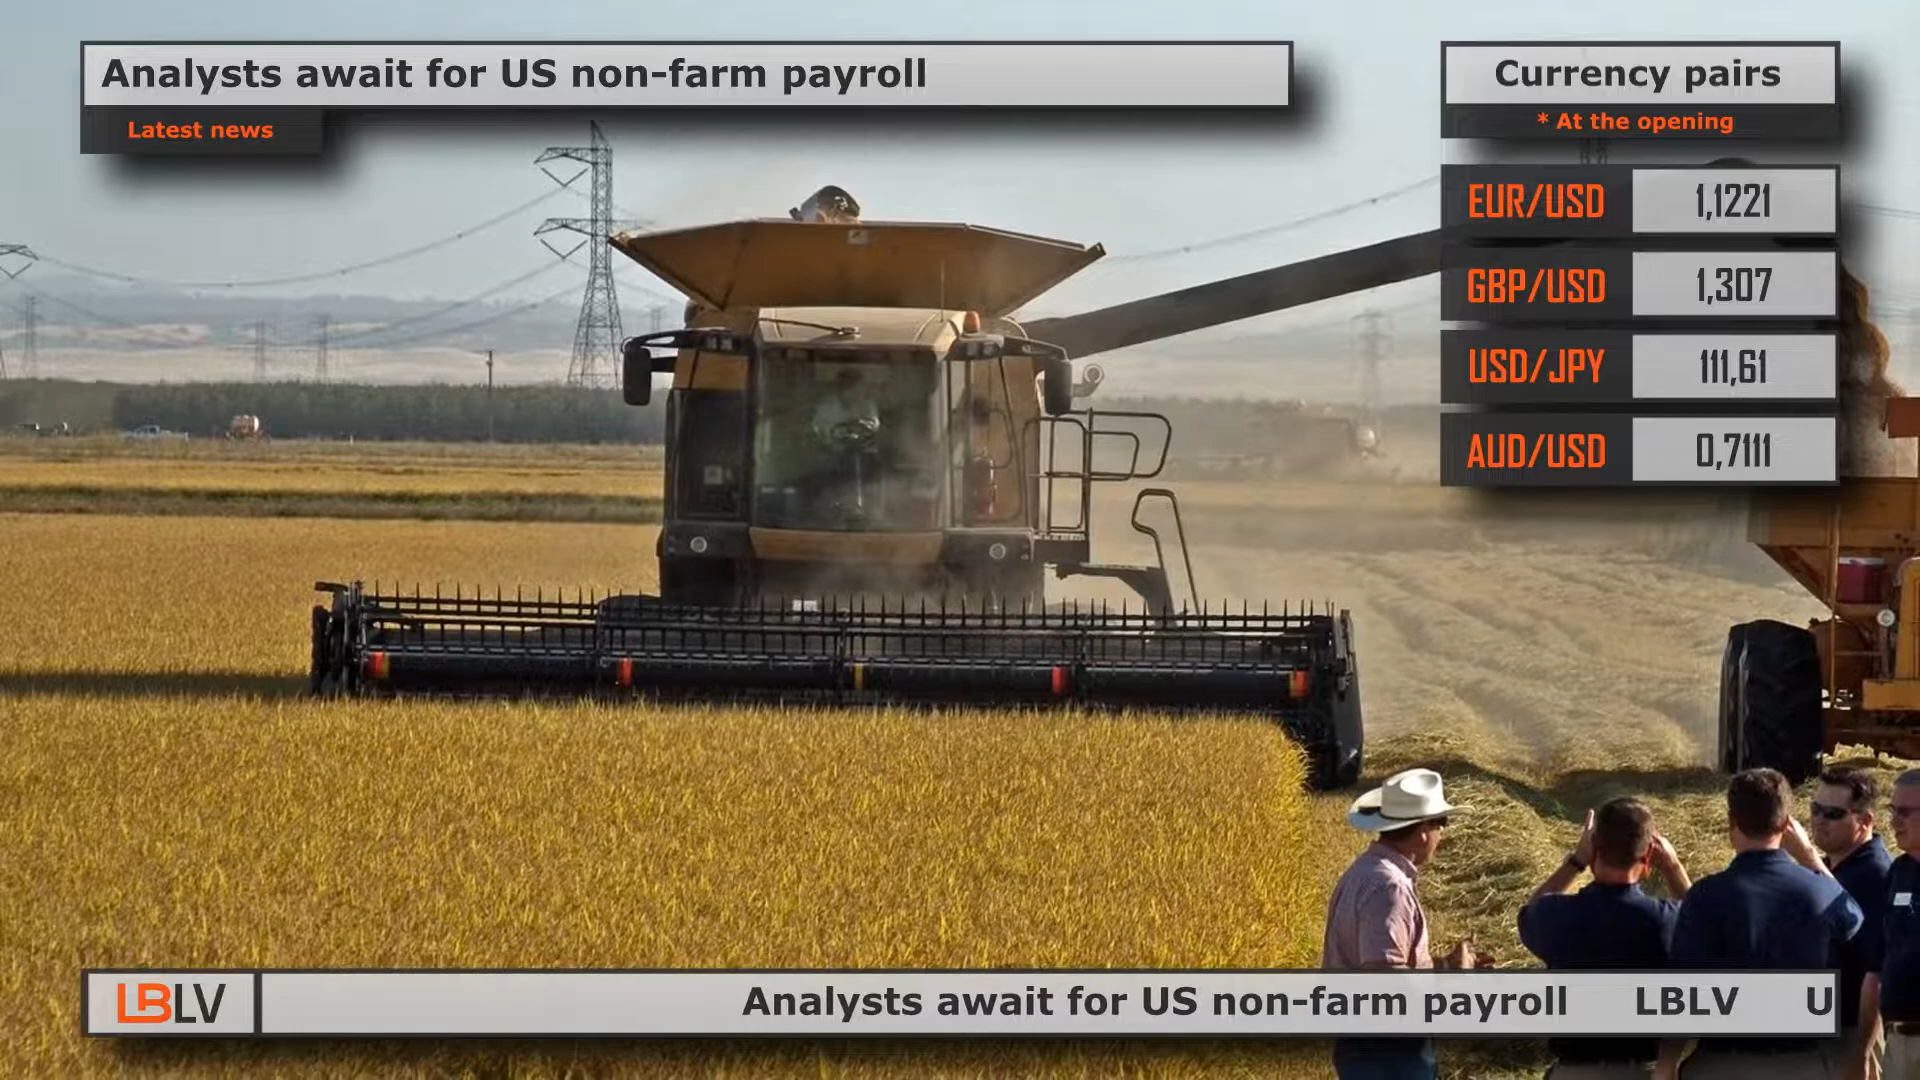 Analysts await for US non-farm payroll
Latest news
Currency pairs
* At the opening
EUR/USD 1,1221
GBP/USD 1,307
USD/JPY 111,61
AUD/USD 0,7111
LBLV Analysts await for US non-farm payroll LBLV U